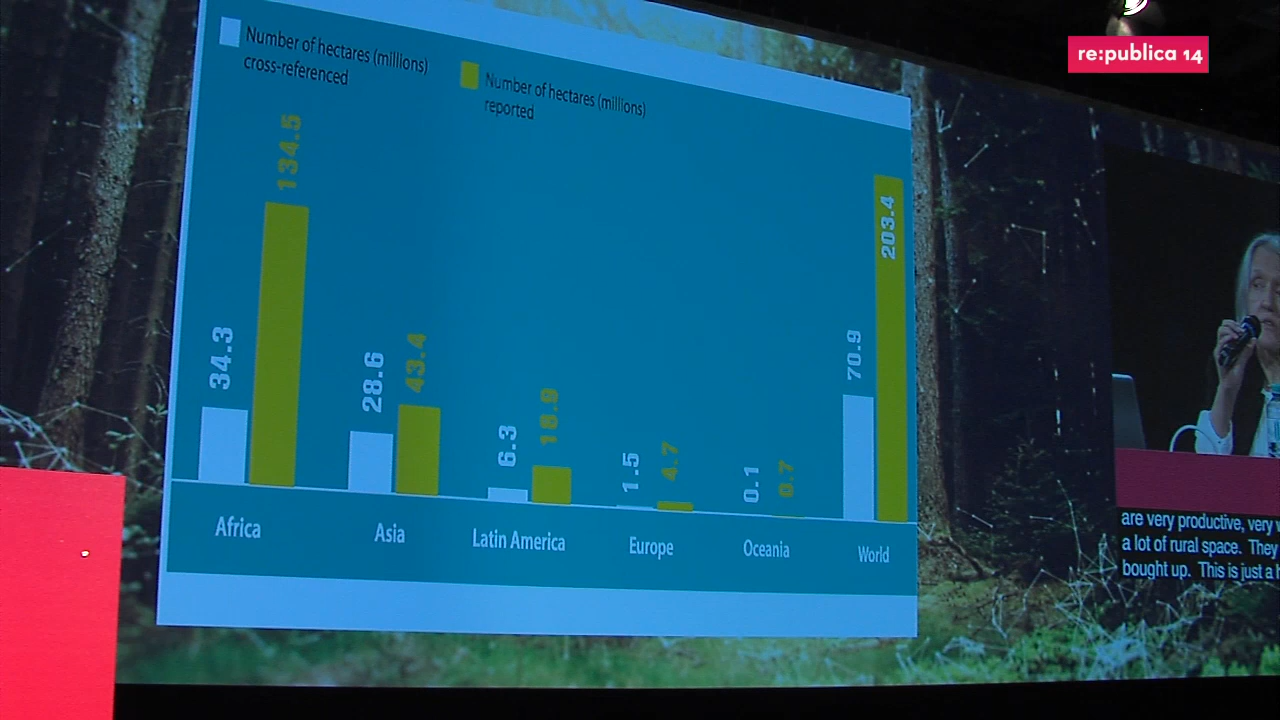 re:publica 14
Number of hectares (millions)
cross-referenced
Number of hectares (millions)
reported
34.3
134.5
28.6
43.4
6.3
18.9
1.5
4.7
0.1
0.7
70.9
203.4
Africa
Asia
Latin America
Europe
Oceania
World
are very productive, very
a lot of rural space. They
bought up. This is just a